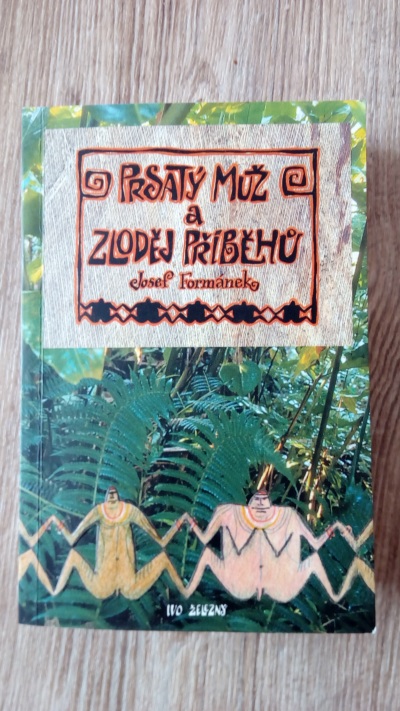 PRSATÝ MUŽ
a
ZLODĚJ PŘÍBĚHŮ
Josef Formánek
IVO ŽELEZNÝ